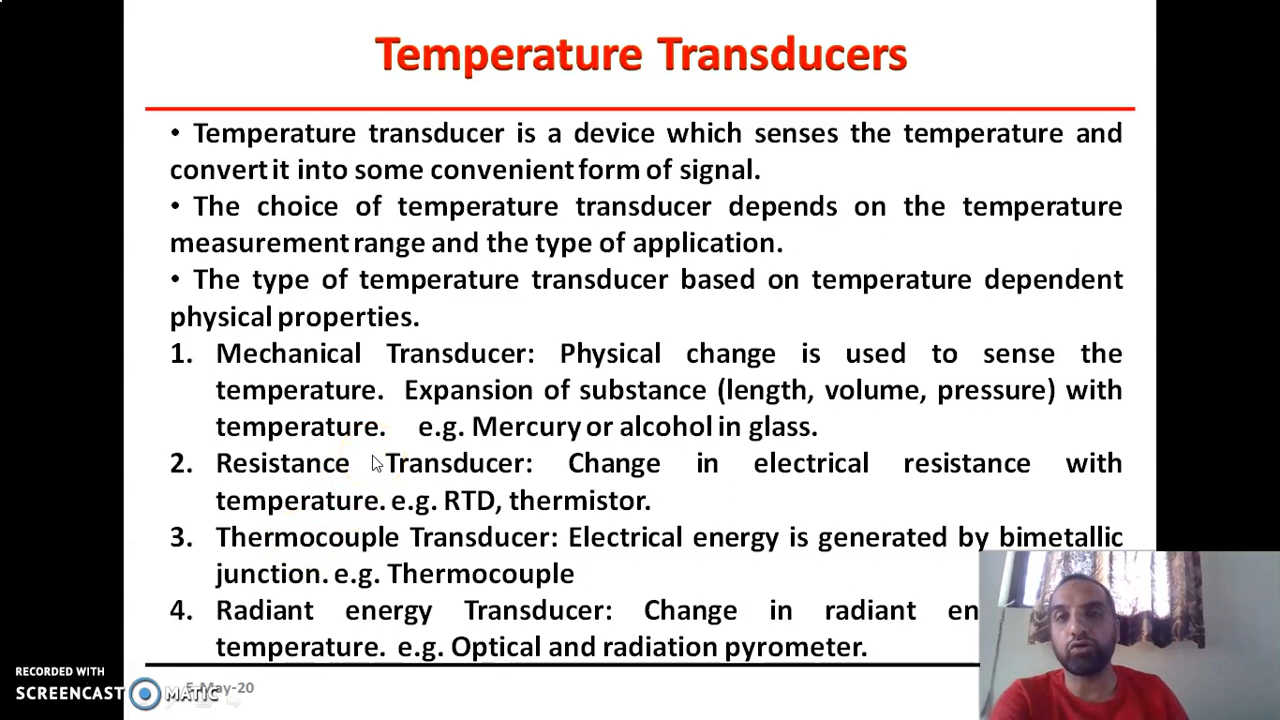 Temperature Transducers
• Temperature transducer is a device which senses the temperature and
convert it into some convenient form of signal.
• The choice of temperature transducer depends on the temperature
measurement range and the type of application.
• The type of temperature transducer based on temperature dependent
physical properties.
1. Mechanical Transducer: Physical change is used to sense the
temperature. Expansion of substance (length, volume, pressure) with
temperature. e.g. Mercury or alcohol in glass.
2. Resistance Transducer: Change in electrical resistance with
temperature. e.g. RTD, thermistor.
3. Thermocouple Transducer: Electrical energy is generated by bimetallic
junction. e.g. Thermocouple
4. Radiant energy Transducer: Change in radiant
temperature. e.g. Optical and radiation pyrometer.
RECORDED WITH
SCREENCAST MATIC
5-May-20